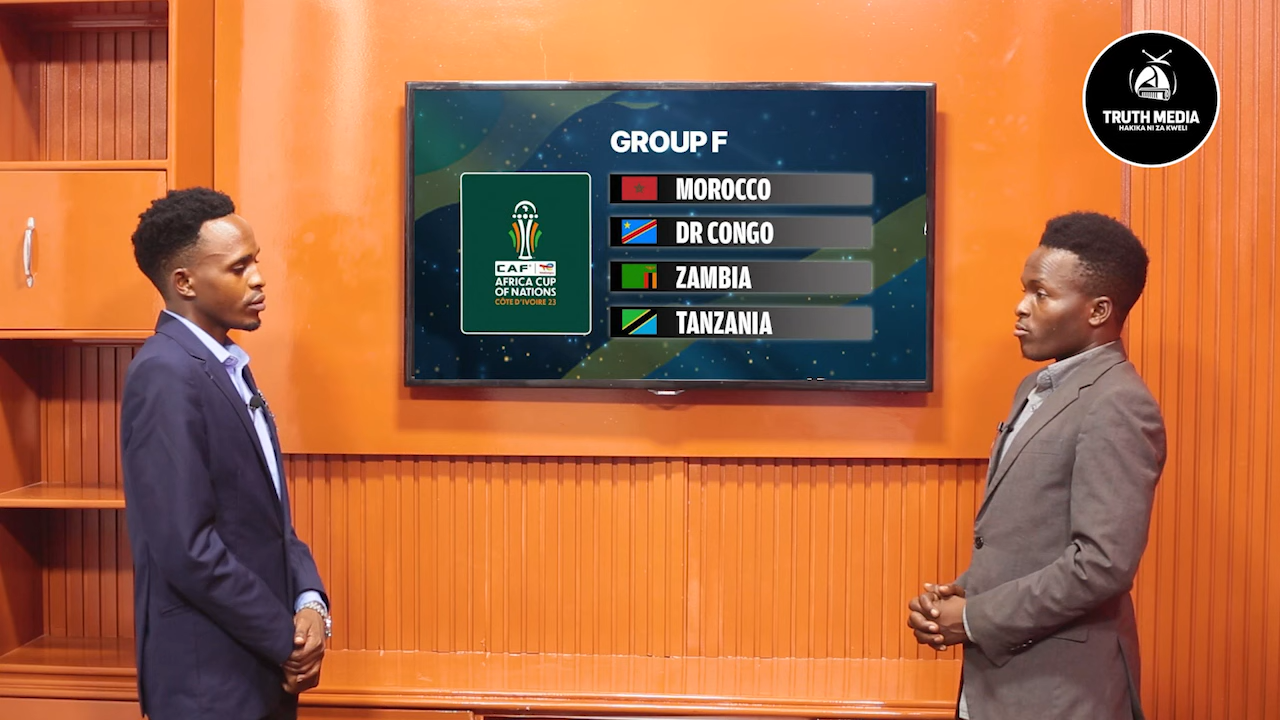 GROUP F
MOROCCO
DR CONGO
ZAMBIA
TANZANIA
CAF
AFRICA CUP
OF NATIONS
CÔTE D'IVOIRE 23
TRUTH MEDIA
HAKIKA NI ZA KWELI